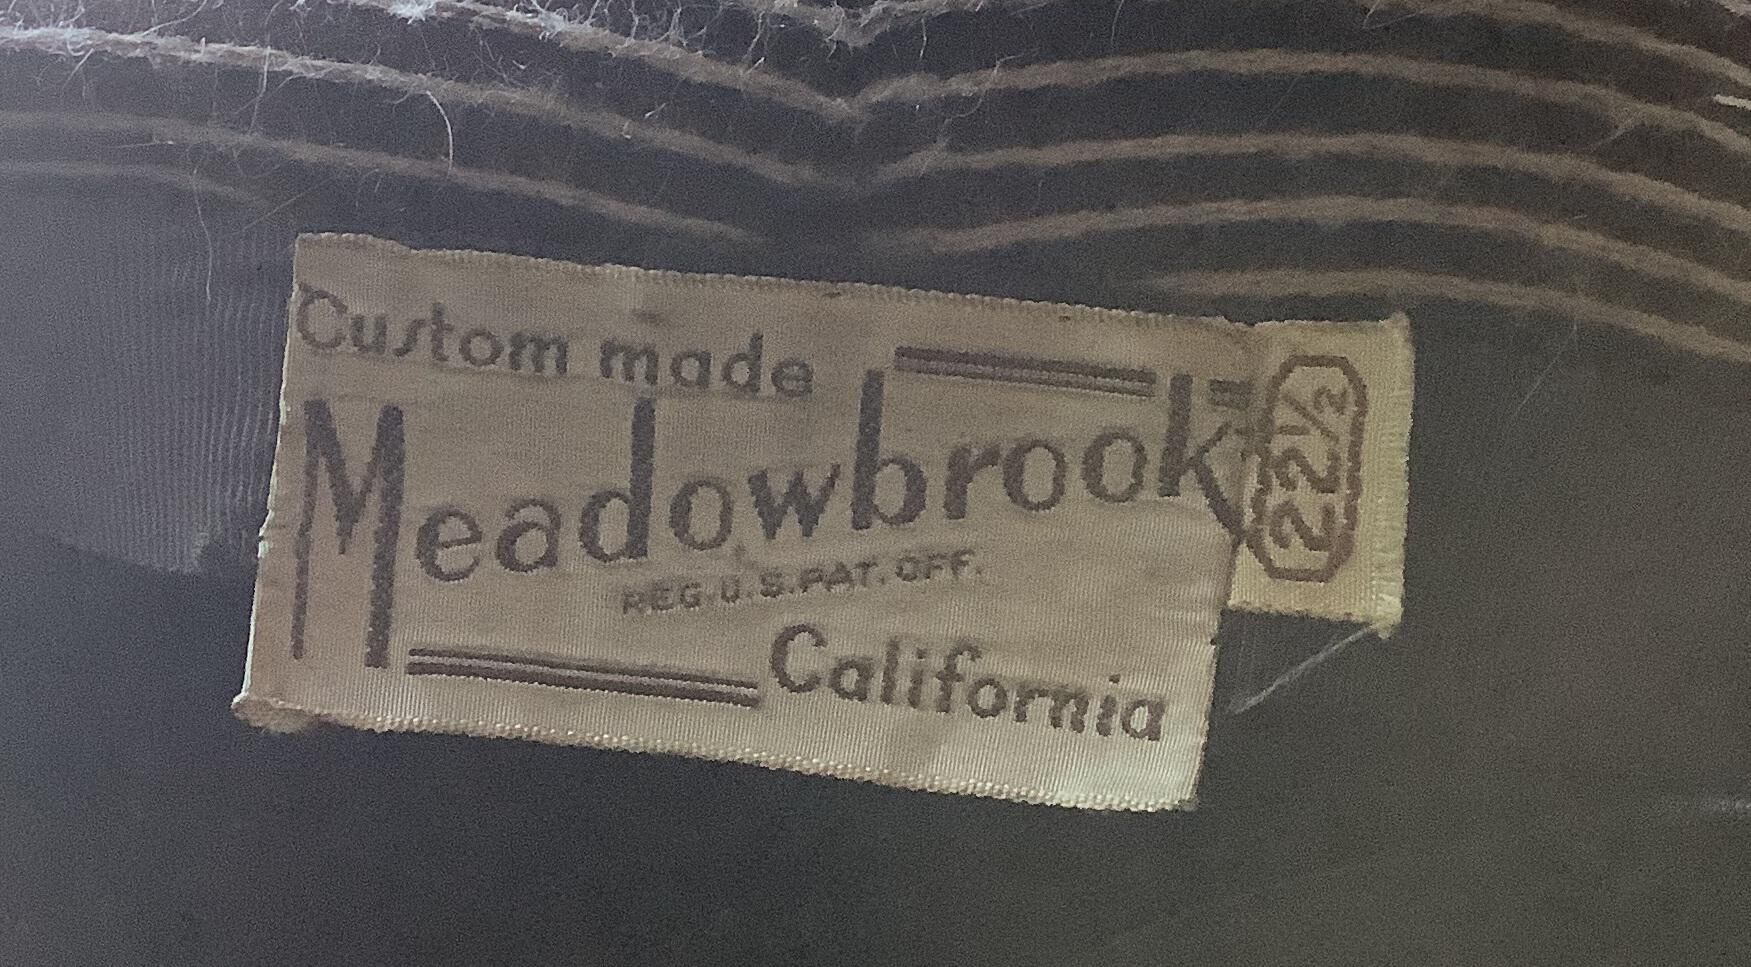 Custom made
Meadowbrook
REG. U.S. PAT. OFF.
California
22½